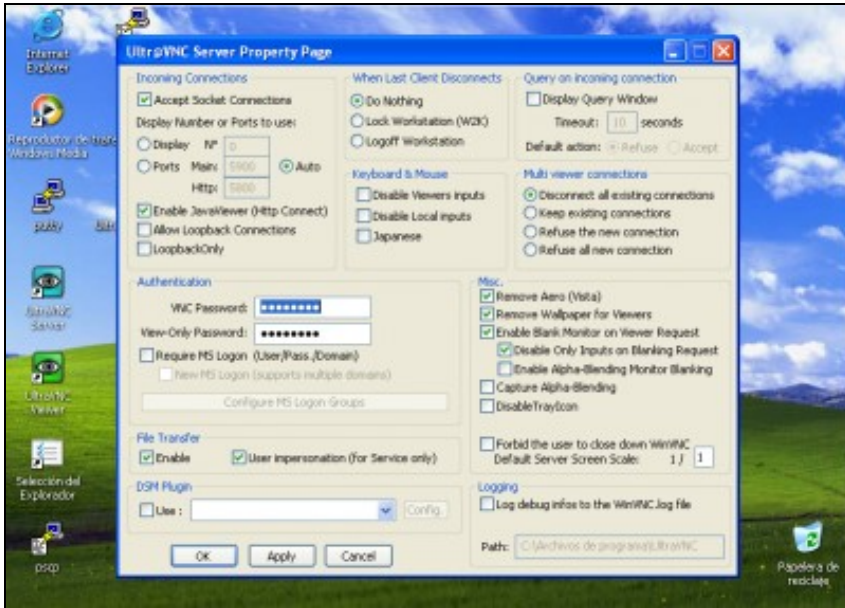 Internet
Explorer
Reproductor de
Windows Media
putty
UltraVNC
Server
UltraVNC
Viewer
Selección del
Explorador
pscp
Papelera de
reciclaje
Ultr@VNC Server Property Page
Incoming Connections
Accept Socket Connections
Display Number or Ports to use:
Display N° 0
Ports Main: 5900 Auto
Http: 5800
Enable JavaViewer (Http Connect)
Allow Loopback Connections
LoopbackOnly
When Last Client Disconnects
Do Nothing
Lock Workstation (W2K)
Logoff Workstation
Query on incoming connection
Display Query Window
Timeout: 10 seconds
Default action: Refuse Accept
Keyboard & Mouse
Disable Viewers inputs
Disable Local inputs
Japanese
Multi viewer connections
Disconnect all existing connections
Keep existing connections
Refuse the new connection
Refuse all new connection
Authentication
VNC Password:
View-Only Password:
Require MS Logon (User/Pass./Domain)
New MS Logon (supports multiple domains)
Configure MS Logon Groups
Misc.
Remove Aero (Vista)
Remove Wallpaper for Viewers
Enable Blank Monitor on Viewer Request
Disable Only Inputs on Blanking Request
Enable Alpha-Blending Monitor Blanking
Capture Alpha-Blending
DisableTrayIcon
Forbid the user to close down WinVNC
Default Server Screen Scale: 1 / 1
File Transfer
Enable
User impersonation (for Service only)
DSM Plugin
Use :
Config.
Logging
Log debug infos to the WinVNC.log file
Path: C:\Archivos de programa\UltraVNC
OK
Apply
Cancel